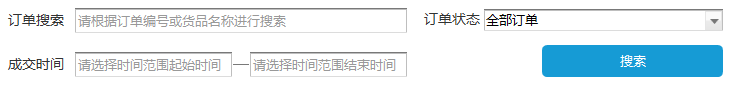 订单搜索 请根据订单编号或货品名称进行搜索 订单状态 全部订单
成交时间 请选择时间范围起始时间 — 请选择时间范围结束时间 搜索